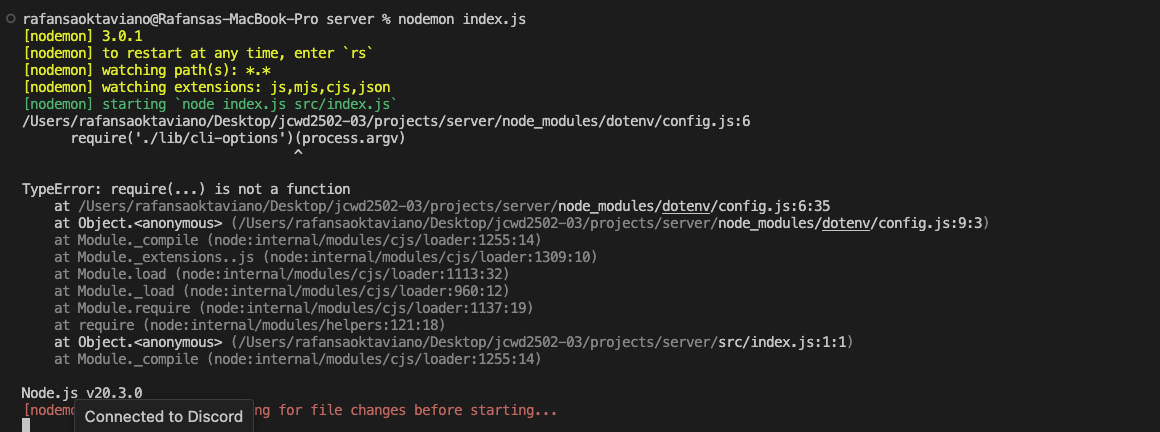 rafansaoktaviano@Rafansas-MacBook-Pro server % nodemon index.js
[nodemon] 3.0.1
[nodemon] to restart at any time, enter `rs`
[nodemon] watching path(s): *.*
[nodemon] watching extensions: js,mjs,cjs,json
[nodemon] starting `node index.js src/index.js`
/Users/rafansaoktaviano/Desktop/jcwd2502-03/projects/server/node_modules/dotenv/config.js:6
      require('./lib/cli-options')(process.argv)
                                  ^
TypeError: require(...) is not a function
    at /Users/rafansaoktaviano/Desktop/jcwd2502-03/projects/server/node_modules/dotenv/config.js:6:35
    at Object.<anonymous> (/Users/rafansaoktaviano/Desktop/jcwd2502-03/projects/server/node_modules/dotenv/config.js:9:3)
    at Module._compile (node:internal/modules/cjs/loader:1255:14)
    at Module._extensions..js (node:internal/modules/cjs/loader:1309:10)
    at Module.load (node:internal/modules/cjs/loader:1113:32)
    at Module._load (node:internal/modules/cjs/loader:960:12)
    at Module.require (node:internal/modules/cjs/loader:1137:19)
    at require (node:internal/modules/helpers:121:18)
    at Object.<anonymous> (/Users/rafansaoktaviano/Desktop/jcwd2502-03/projects/server/src/index.js:1:1)
    at Module._compile (node:internal/modules/cjs/loader:1255:14)
Node.js v20.3.0
for file changes before starting...
Connected to Discord